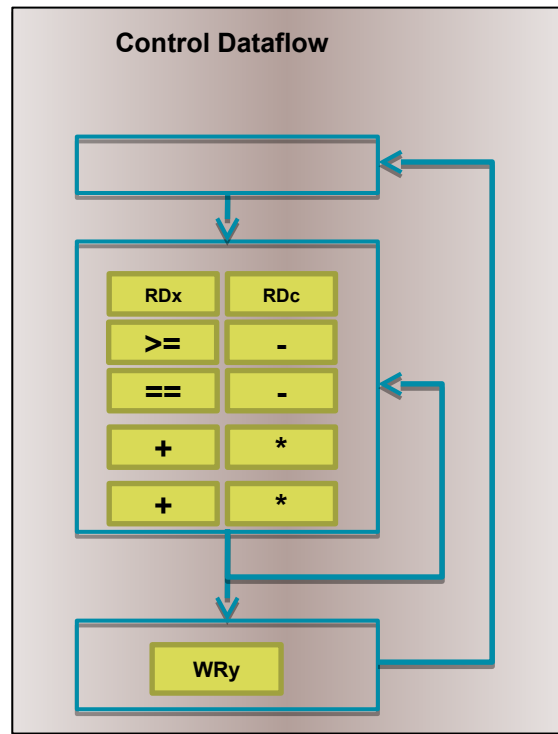 Control Dataflow
RDx RDc
>= -
== -
+ *
+ *
WRy